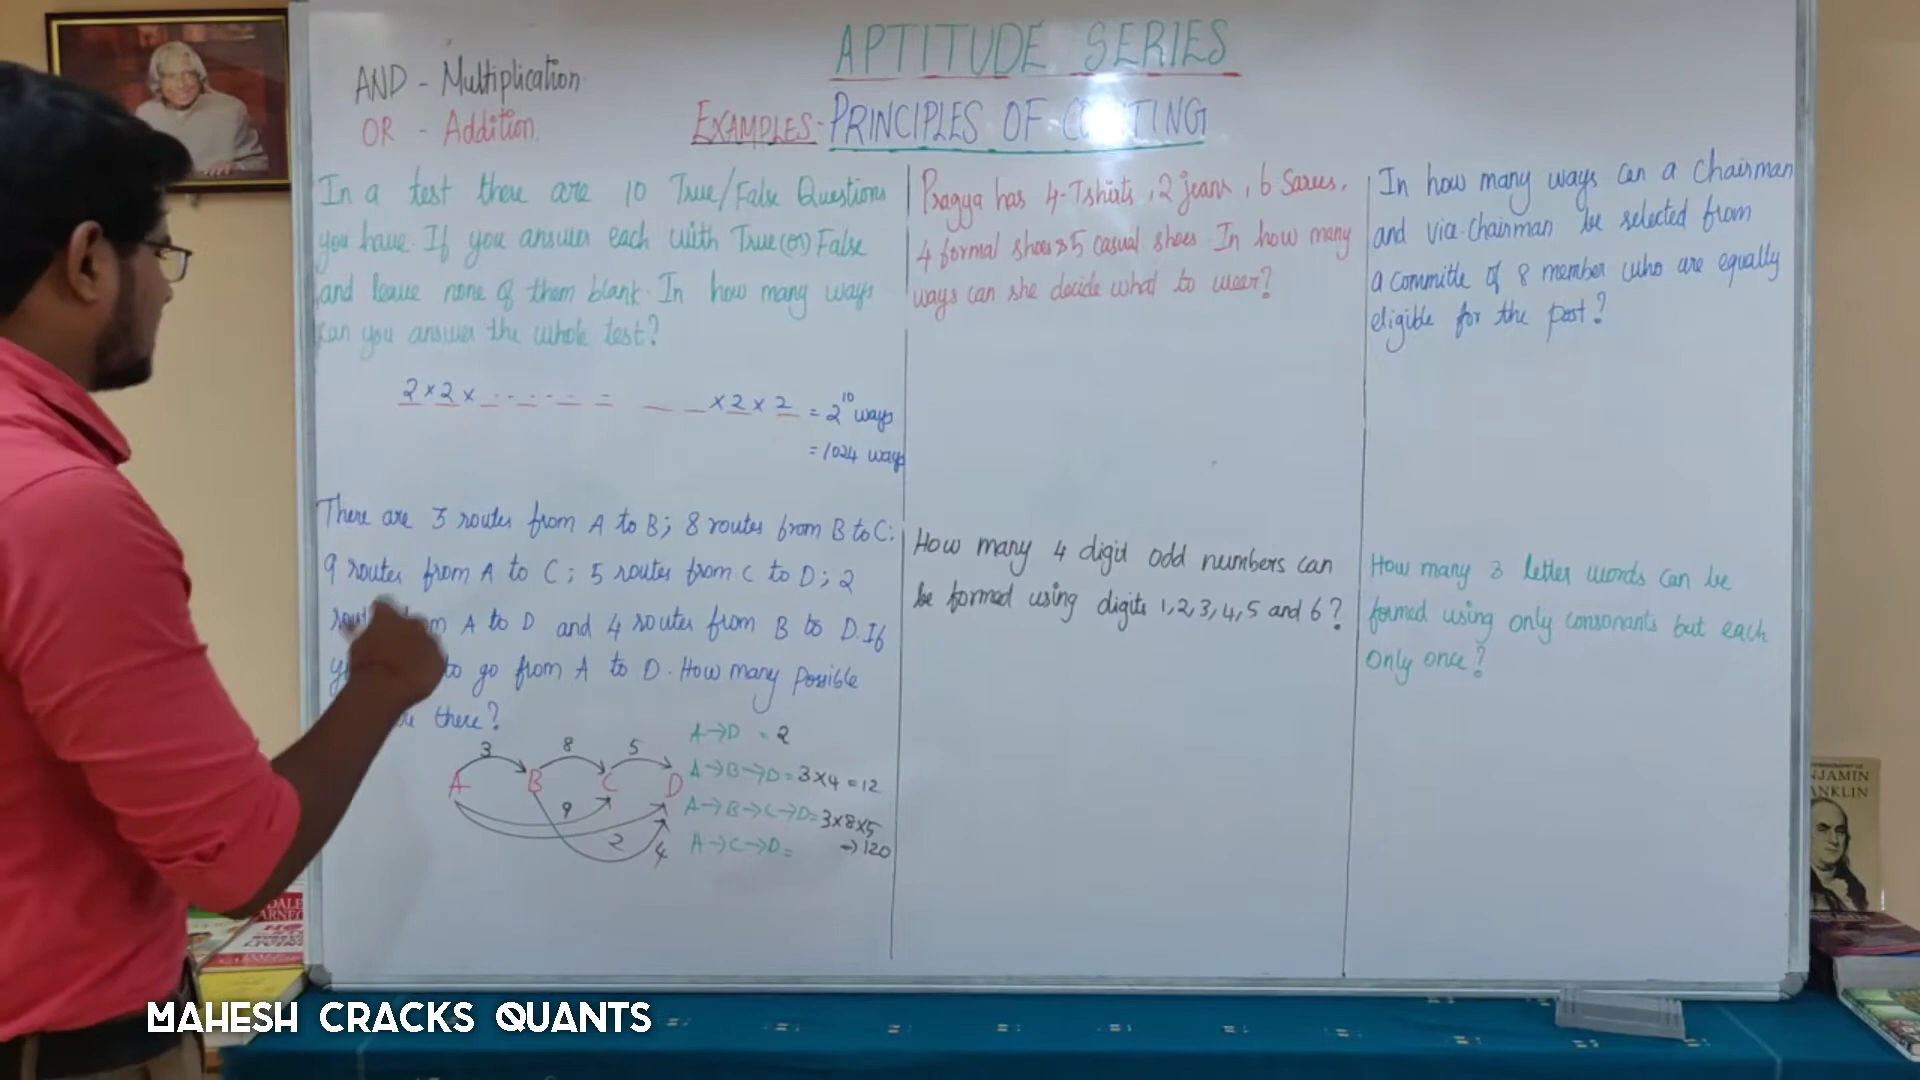 APTITUDE SERIES
AND - Multiplication
OR - Addition
EXAMPLES- PRINCIPLES OF COUNTING
In a test there are 10 True/False Questions
you have. If you answer each with True (or) False
and leave none of them blank. In how many ways
can you answer the whole test?
2 × 2 × ...... × 2 × 2 = 2^10 ways
= 1024 ways
There are 3 routes from A to B; 8 routes from B to C;
9 routes from A to C; 5 routes from C to D; 2
from A to D and 4 routes from B to D. If
to go from A to D. How many possible
there?
3 8 5
A B C D
9
2
4
A→D = 2
A→B→D = 3×4 = 12
A→B→C→D = 3×8×5
→ 120
A→C→D =
Pragya has 4-Tshirts, 2 jeans, 6 Sarees,
4 formal shoes & 5 casual shoes. In how many
ways can she decide what to wear?
How many 4 digit odd numbers can
be formed using digits 1,2,3,4,5 and 6?
In how many ways can a Chairman
and vice-Chairman be selected from
a committe of 8 member who are equally
eligible for the post?
How many 3 letter words can be
formed using only consonants but each
only once?
NJAMIN
ANKLIN
DALE
ARNEG
MAHESH CRACKS QUANTS